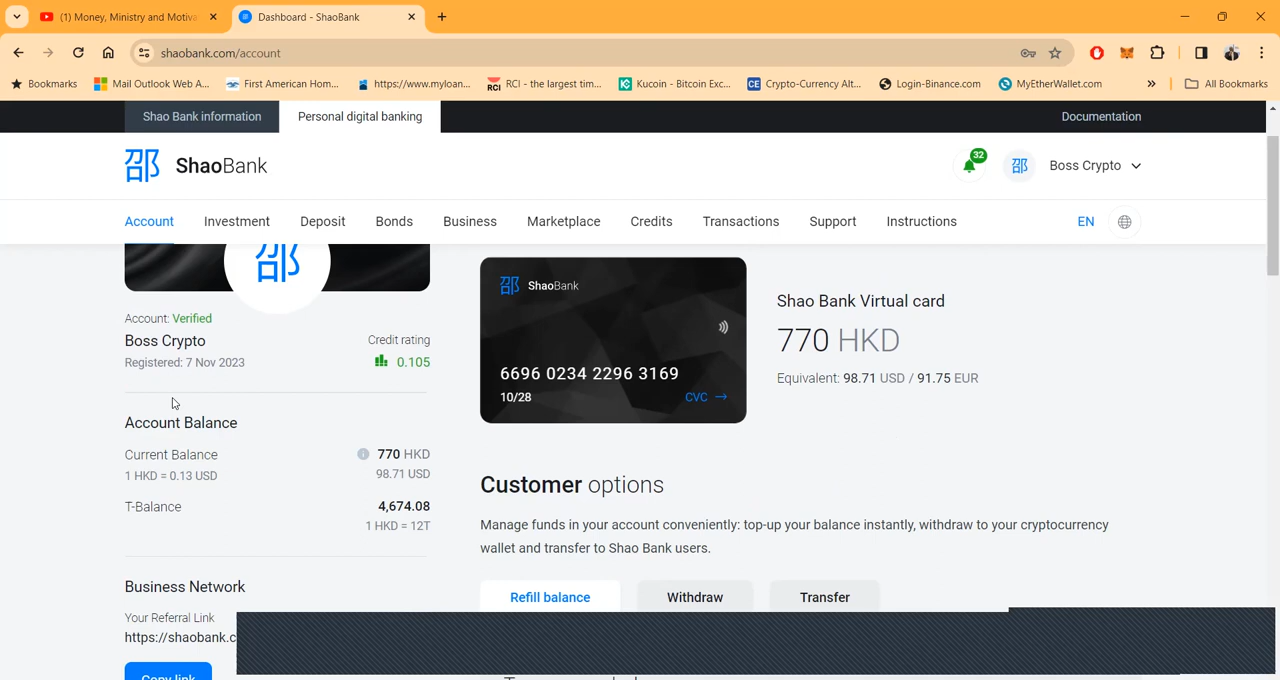 (1) Money, Ministry and Motiva
Dashboard - ShaoBank
shaobank.com/account
Bookmarks
Mail Outlook Web A...
First American Hom...
https://www.myloan...
RCI - the largest tim...
Kucoin - Bitcoin Exc...
Crypto-Currency Alt...
Login-Binance.com
MyEtherWallet.com
All Bookmarks
Shao Bank information
Personal digital banking
Documentation
邵 ShaoBank
32
邵
Boss Crypto
Account
Investment
Deposit
Bonds
Business
Marketplace
Credits
Transactions
Support
Instructions
EN
邵
Account: Verified
Boss Crypto
Registered: 7 Nov 2023
Credit rating
0.105
Account Balance
Current Balance
770 HKD
1 HKD = 0.13 USD
98.71 USD
T-Balance
4,674.08
1 HKD = 12T
Business Network
Your Referral Link
https://shaobank.c
Copy link
邵 ShaoBank
6696 0234 2296 3169
10/28
CVC →
Shao Bank Virtual card
770 HKD
Equivalent: 98.71 USD / 91.75 EUR
Customer options
Manage funds in your account conveniently: top-up your balance instantly, withdraw to your cryptocurrency
wallet and transfer to Shao Bank users.
Refill balance
Withdraw
Transfer